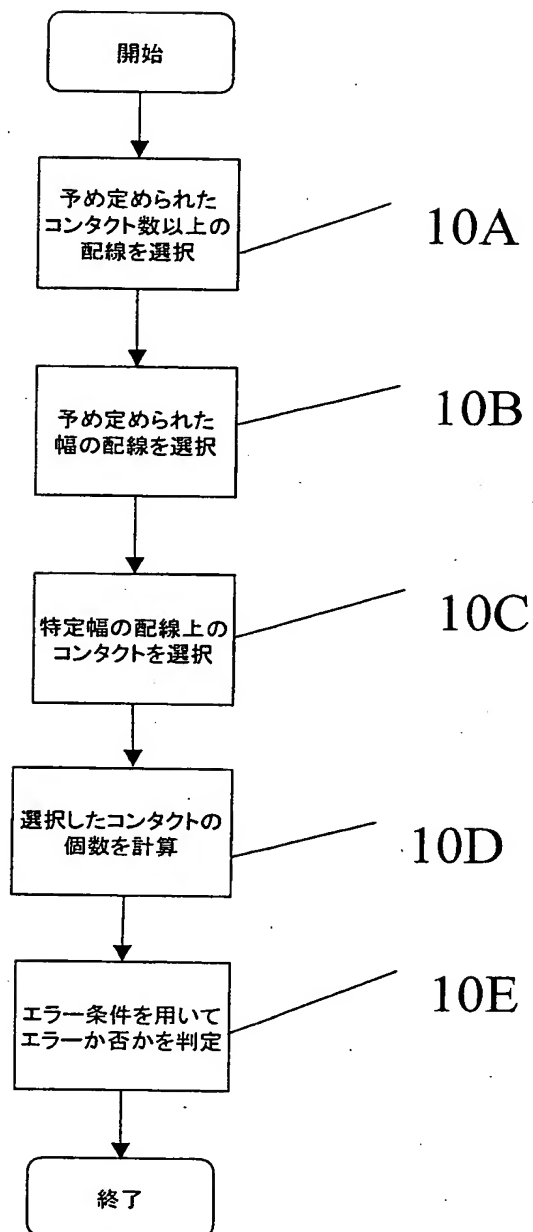 開始
予め定められた
コンタクト数以上の
配線を選択
10A
予め定められた
幅の配線を選択
10B
特定幅の配線上の
コンタクトを選択
10C
選択したコンタクトの
個数を計算
10D
エラー条件を用いて
エラーか否かを判定
10E
終了